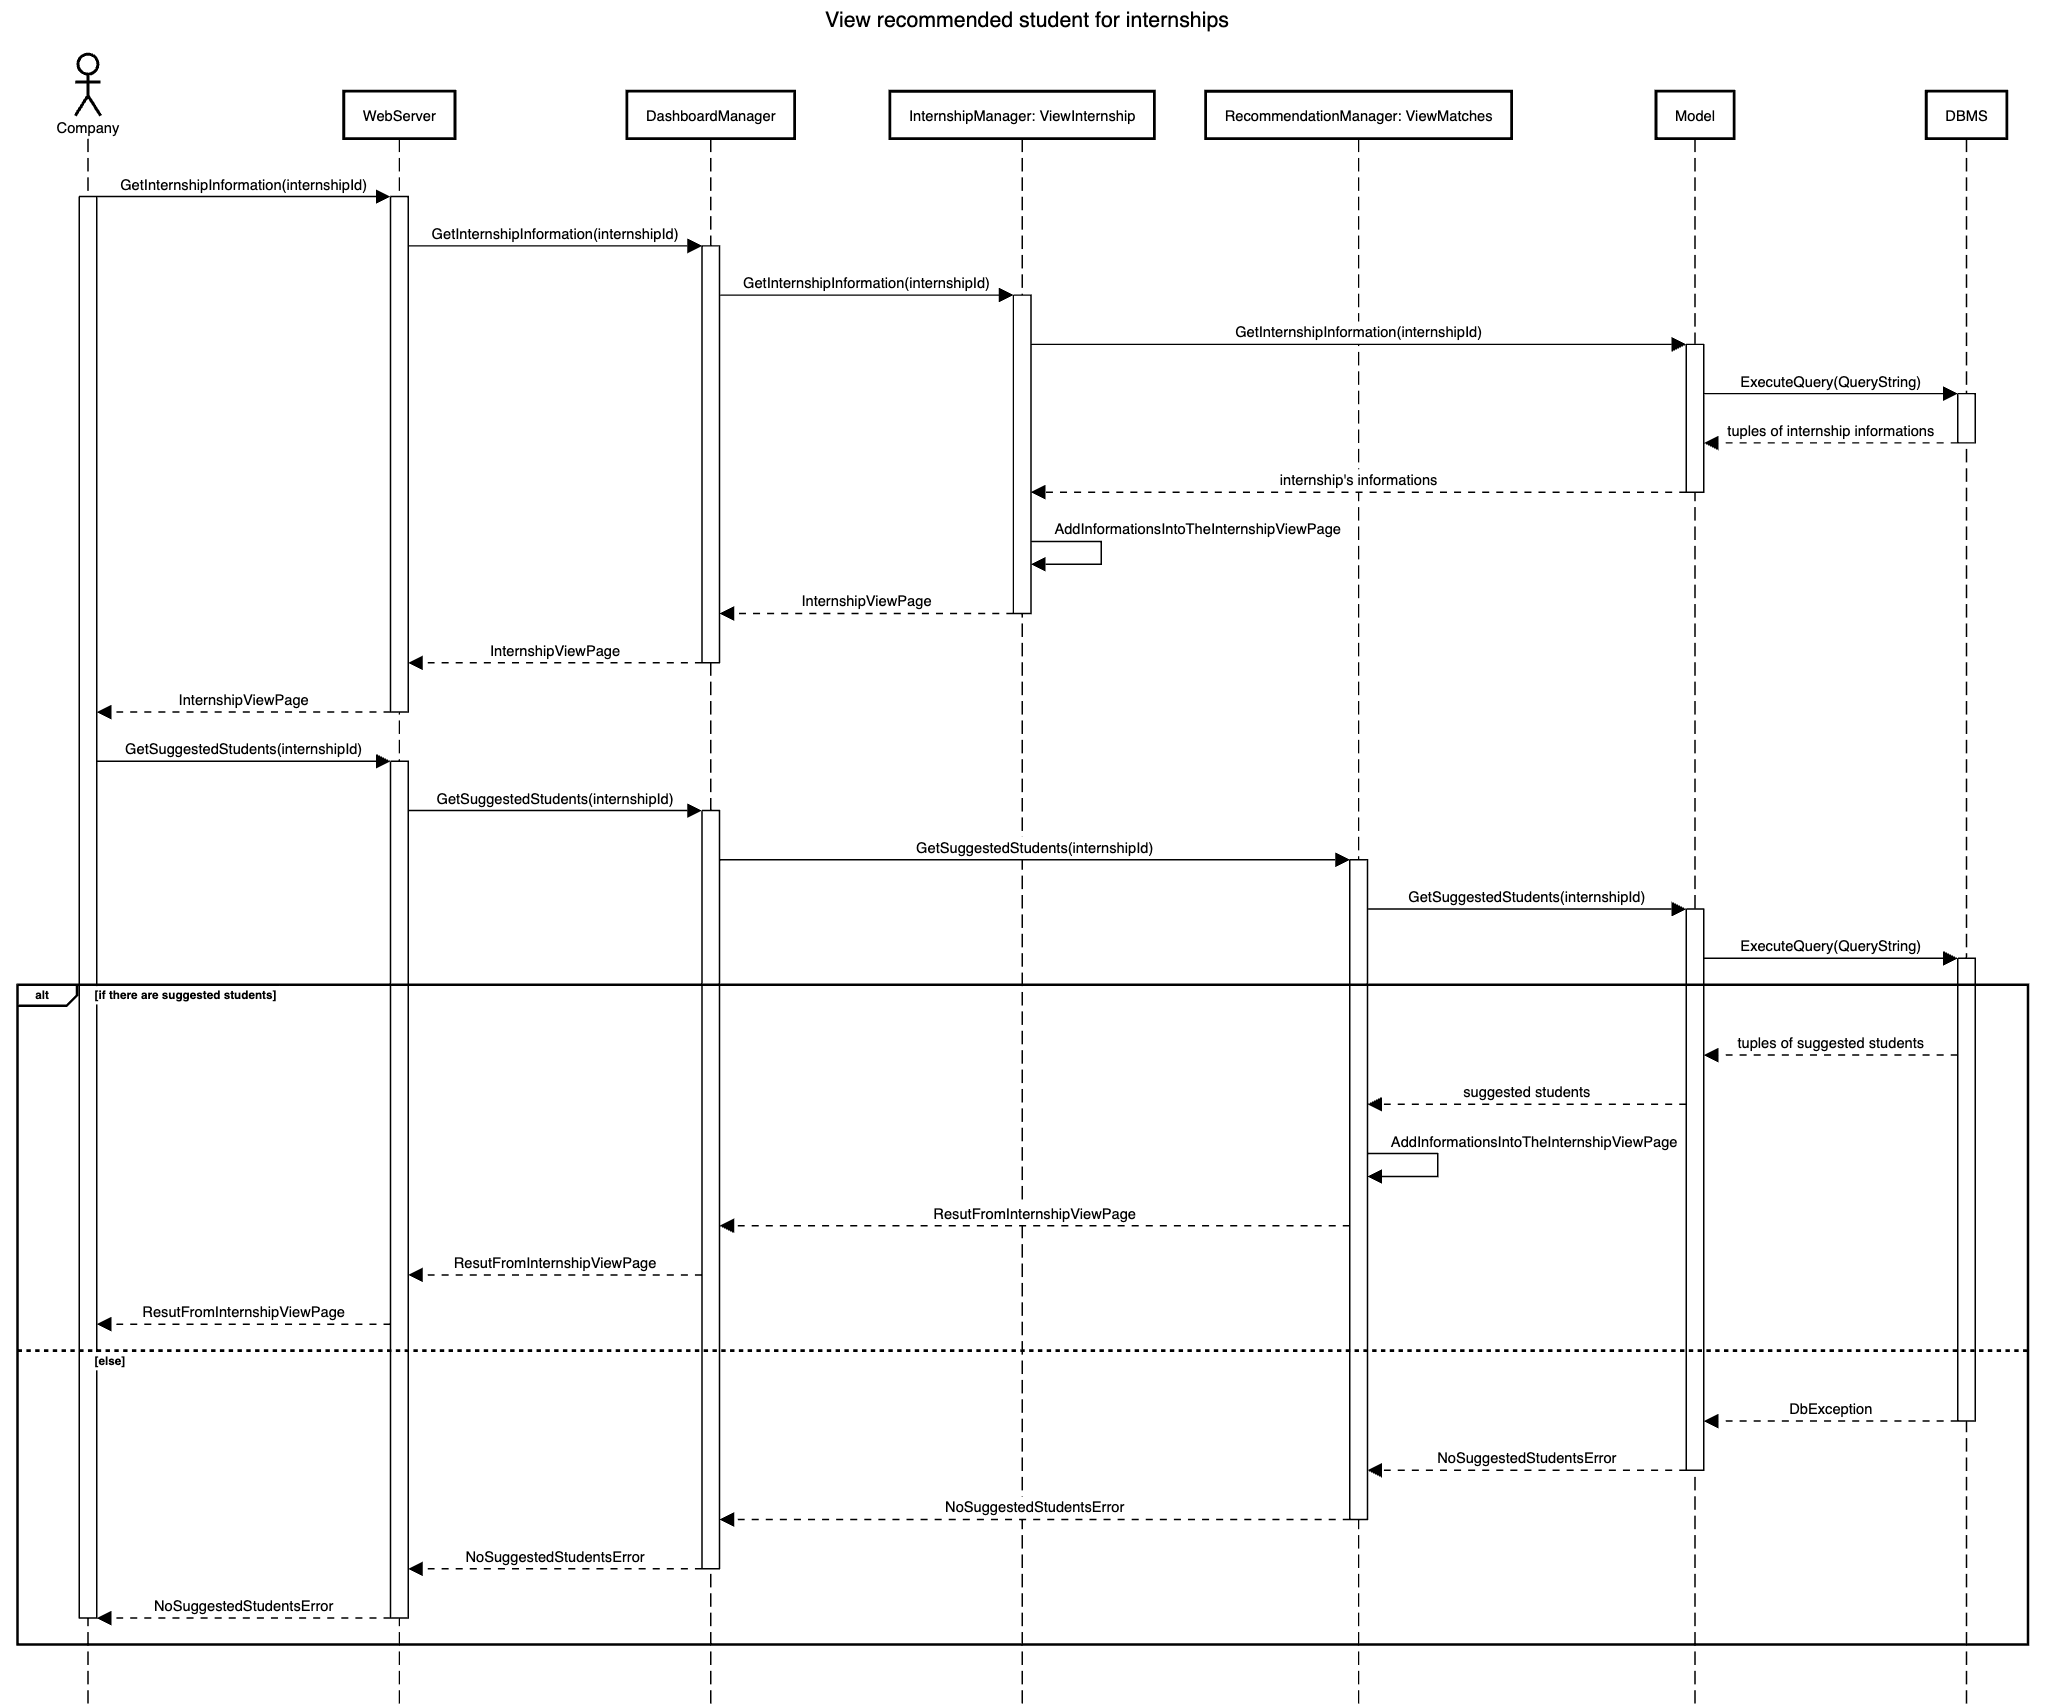 View recommended student for internships
Company
WebServer
DashboardManager
InternshipManager: ViewInternship
RecommendationManager: ViewMatches
Model
DBMS
GetInternshipInformation(internshipId)
GetInternshipInformation(internshipId)
GetInternshipInformation(internshipId)
GetInternshipInformation(internshipId)
ExecuteQuery(QueryString)
tuples of internship informations
internship's informations
AddInformationsIntoTheInternshipViewPage
InternshipViewPage
InternshipViewPage
InternshipViewPage
GetSuggestedStudents(internshipId)
GetSuggestedStudents(internshipId)
GetSuggestedStudents(internshipId)
GetSuggestedStudents(internshipId)
ExecuteQuery(QueryString)
alt
[if there are suggested students]
tuples of suggested students
suggested students
AddInformationsIntoTheInternshipViewPage
ResutFromInternshipViewPage
ResutFromInternshipViewPage
ResutFromInternshipViewPage
[else]
DbException
NoSuggestedStudentsError
NoSuggestedStudentsError
NoSuggestedStudentsError
NoSuggestedStudentsError